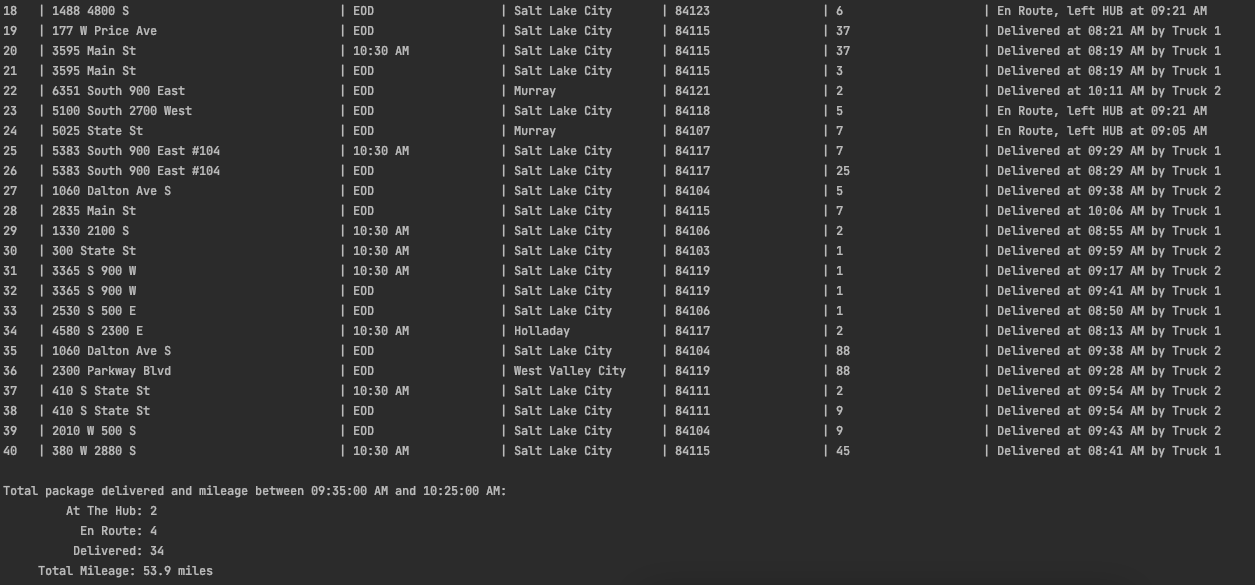 18 | 1488 4800 S | EOD | Salt Lake City | 84123 | 6 | En Route, left HUB at 09:21 AM
19 | 177 W Price Ave | EOD | Salt Lake City | 84115 | 37 | Delivered at 08:21 AM by Truck 1
20 | 3595 Main St | 10:30 AM | Salt Lake City | 84115 | 37 | Delivered at 08:19 AM by Truck 1
21 | 3595 Main St | EOD | Salt Lake City | 84115 | 3 | Delivered at 08:19 AM by Truck 1
22 | 6351 South 900 East | EOD | Murray | 84121 | 2 | Delivered at 10:11 AM by Truck 2
23 | 5100 South 2700 West | EOD | Salt Lake City | 84118 | 5 | En Route, left HUB at 09:21 AM
24 | 5025 State St | EOD | Murray | 84107 | 7 | En Route, left HUB at 09:05 AM
25 | 5383 South 900 East #104 | 10:30 AM | Salt Lake City | 84117 | 7 | Delivered at 09:29 AM by Truck 1
26 | 5383 South 900 East #104 | EOD | Salt Lake City | 84117 | 25 | Delivered at 08:29 AM by Truck 1
27 | 1060 Dalton Ave S | EOD | Salt Lake City | 84104 | 5 | Delivered at 09:38 AM by Truck 2
28 | 2835 Main St | EOD | Salt Lake City | 84115 | 7 | Delivered at 10:06 AM by Truck 1
29 | 1330 2100 S | 10:30 AM | Salt Lake City | 84106 | 2 | Delivered at 08:55 AM by Truck 1
30 | 300 State St | 10:30 AM | Salt Lake City | 84103 | 1 | Delivered at 09:59 AM by Truck 2
31 | 3365 S 900 W | 10:30 AM | Salt Lake City | 84119 | 1 | Delivered at 09:17 AM by Truck 2
32 | 3365 S 900 W | EOD | Salt Lake City | 84119 | 1 | Delivered at 09:41 AM by Truck 1
33 | 2530 S 500 E | EOD | Salt Lake City | 84106 | 1 | Delivered at 08:50 AM by Truck 1
34 | 4580 S 2300 E | 10:30 AM | Holladay | 84117 | 2 | Delivered at 08:13 AM by Truck 1
35 | 1060 Dalton Ave S | EOD | Salt Lake City | 84104 | 88 | Delivered at 09:38 AM by Truck 2
36 | 2300 Parkway Blvd | EOD | West Valley City | 84119 | 88 | Delivered at 09:28 AM by Truck 2
37 | 410 S State St | 10:30 AM | Salt Lake City | 84111 | 2 | Delivered at 09:54 AM by Truck 2
38 | 410 S State St | EOD | Salt Lake City | 84111 | 9 | Delivered at 09:54 AM by Truck 2
39 | 2010 W 500 S | EOD | Salt Lake City | 84104 | 9 | Delivered at 09:43 AM by Truck 2
40 | 380 W 2880 S | 10:30 AM | Salt Lake City | 84115 | 45 | Delivered at 08:41 AM by Truck 1
Total package delivered and mileage between 09:35:00 AM and 10:25:00 AM:
At The Hub: 2
En Route: 4
Delivered: 34
Total Mileage: 53.9 miles